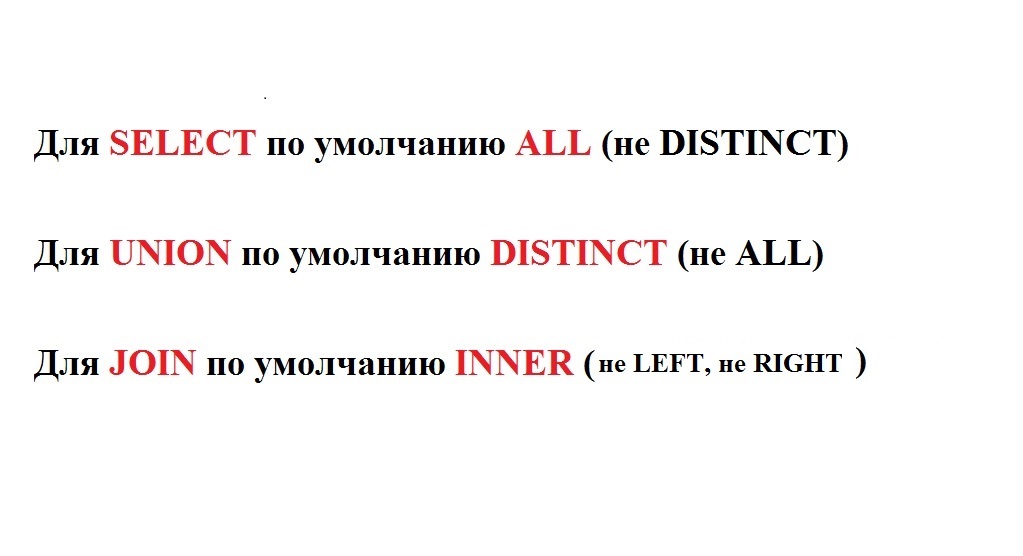 Для SELECT по умолчанию ALL (не DISTINCT)
Для UNION по умолчанию DISTINCT (не ALL)
Для JOIN по умолчанию INNER (не LEFT, не RIGHT )